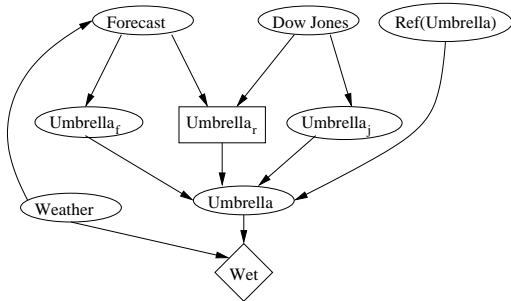 Forecast
Dow Jones
Ref(Umbrella)
Umbrella_f
Umbrella_r
Umbrella_j
Weather
Umbrella
Wet